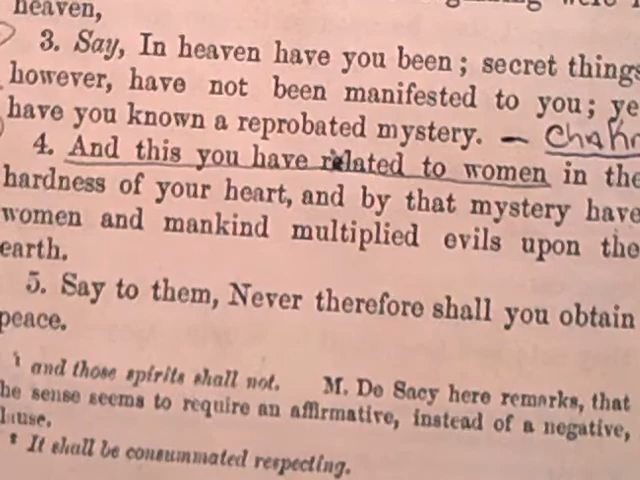 heaven,
3. Say, In heaven have you been; secret things
however, have not been manifested to you; ye
have you known a reprobated mystery. –
4. And this you have related to women in the
hardness of your heart, and by that mystery have
women and mankind multiplied evils upon the
earth.
5. Say to them, Never therefore shall you obtain
peace.
¹ and those spirits shall not. M. De Sacy here remarks, that
he sense seems to require an affirmative, instead of a negative,
lause.
² It shall be consummated respecting.